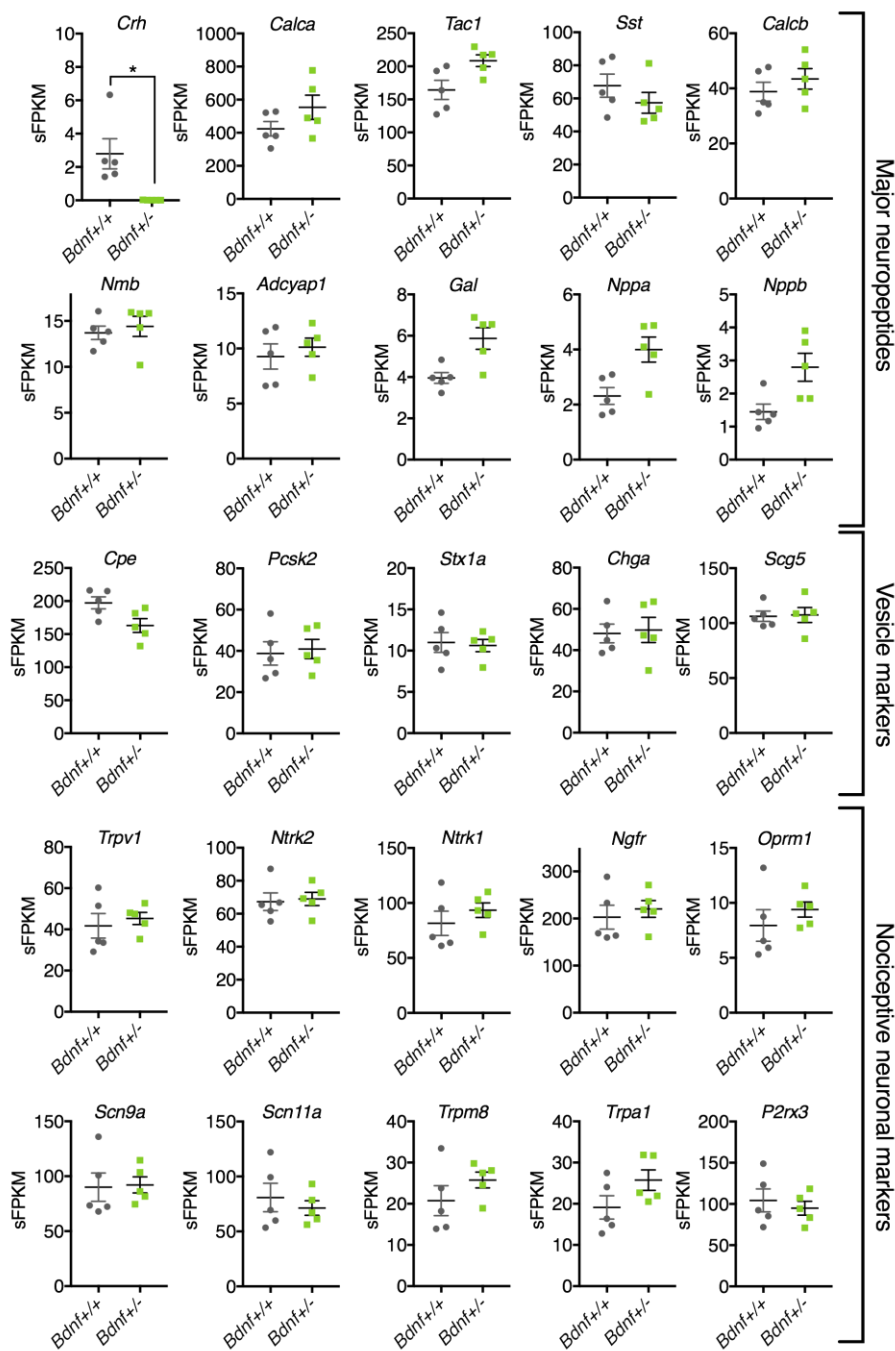 Crh Calca Tac1 Sst Calcb
sFPKM 10 8 6 4 2 0 * Bdnf+/+ Bdnf+/-
sFPKM 1000 800 600 400 200 0 Bdnf+/+ Bdnf+/-
sFPKM 250 200 150 100 50 0 Bdnf+/+ Bdnf+/-
sFPKM 100 80 60 40 20 0 Bdnf+/+ Bdnf+/-
sFPKM 60 40 20 0 Bdnf+/+ Bdnf+/-
Nmb Adcyap1 Gal Nppa Nppb
sFPKM 15 10 5 0 Bdnf+/+ Bdnf+/-
sFPKM 15 10 5 0 Bdnf+/+ Bdnf+/-
sFPKM 8 6 4 2 0 Bdnf+/+ Bdnf+/-
sFPKM 6 4 2 0 Bdnf+/+ Bdnf+/-
sFPKM 5 4 3 2 1 0 Bdnf+/+ Bdnf+/-
Major neuropeptides
Cpe Pcsk2 Stx1a Chga Scg5
sFPKM 250 200 150 100 50 0 Bdnf+/+ Bdnf+/-
sFPKM 80 60 40 20 0 Bdnf+/+ Bdnf+/-
sFPKM 20 15 10 5 0 Bdnf+/+ Bdnf+/-
sFPKM 80 60 40 20 0 Bdnf+/+ Bdnf+/-
sFPKM 150 100 50 0 Bdnf+/+ Bdnf+/-
Vesicle markers
Trpv1 Ntrk2 Ntrk1 Ngfr Oprm1
sFPKM 80 60 40 20 0 Bdnf+/+ Bdnf+/-
sFPKM 100 80 60 40 20 0 Bdnf+/+ Bdnf+/-
sFPKM 150 100 50 0 Bdnf+/+ Bdnf+/-
sFPKM 300 200 100 0 Bdnf+/+ Bdnf+/-
sFPKM 15 10 5 0 Bdnf+/+ Bdnf+/-
Scn9a Scn11a Trpm8 Trpa1 P2rx3
sFPKM 150 100 50 0 Bdnf+/+ Bdnf+/-
sFPKM 150 100 50 0 Bdnf+/+ Bdnf+/-
sFPKM 40 30 20 10 0 Bdnf+/+ Bdnf+/-
sFPKM 40 30 20 10 0 Bdnf+/+ Bdnf+/-
sFPKM 200 150 100 50 0 Bdnf+/+ Bdnf+/-
Nociceptive neuronal markers